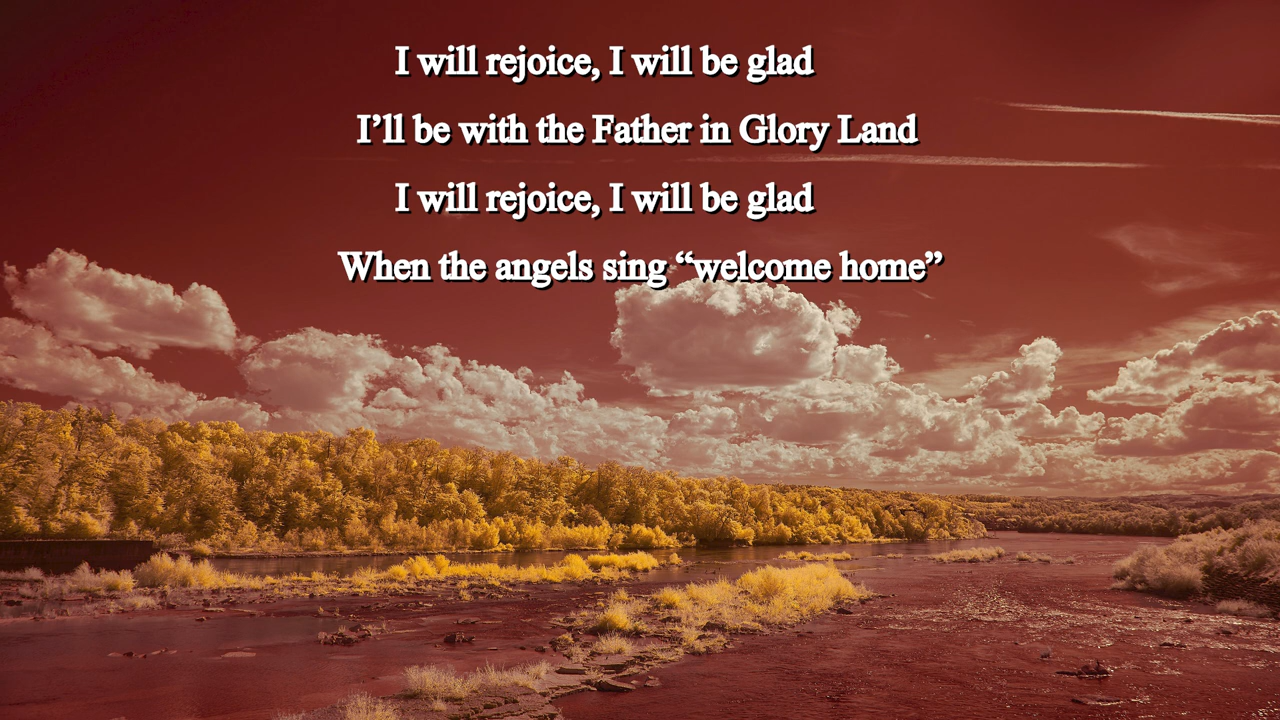 I will rejoice, I will be glad
I’ll be with the Father in Glory Land
I will rejoice, I will be glad
When the angels sing “welcome home”